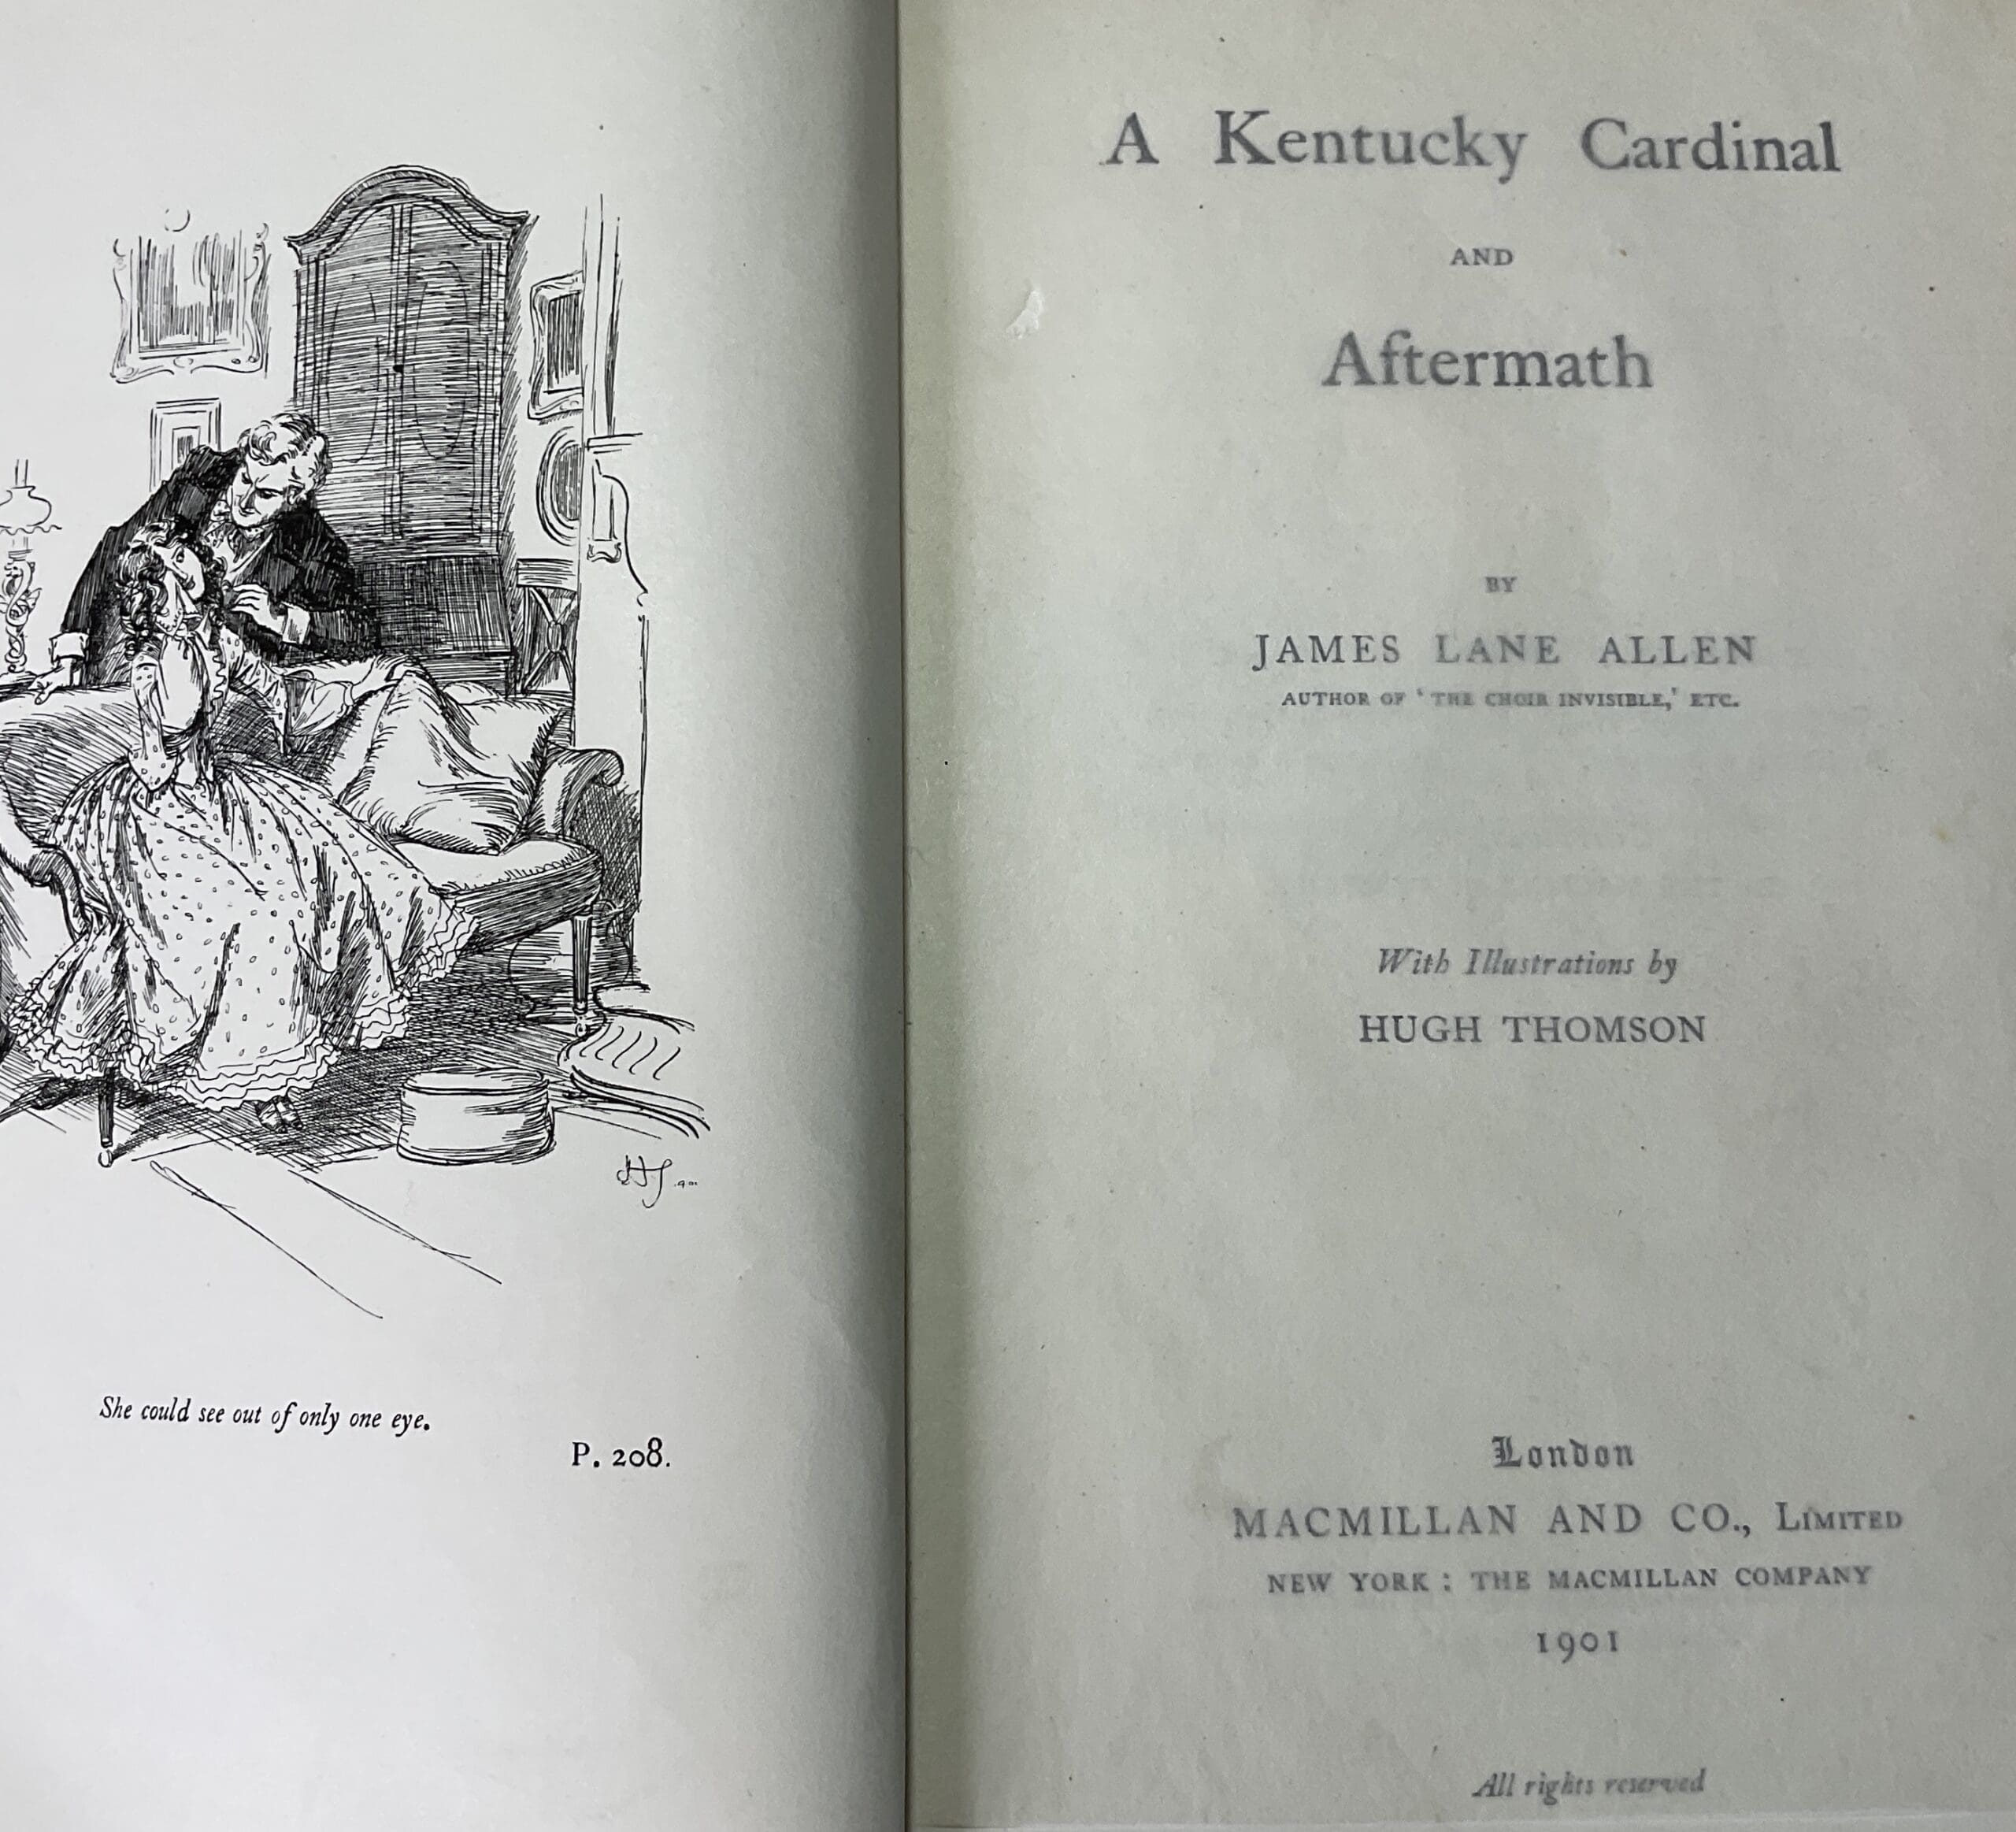 She could see out of only one eye.
P. 208.
A Kentucky Cardinal
AND
Aftermath
BY
JAMES LANE ALLEN
AUTHOR OF ‘THE CHOIR INVISIBLE,’ ETC.
With Illustrations by
HUGH THOMSON
London
MACMILLAN AND CO., LIMITED
NEW YORK : THE MACMILLAN COMPANY
1901
All rights reserved